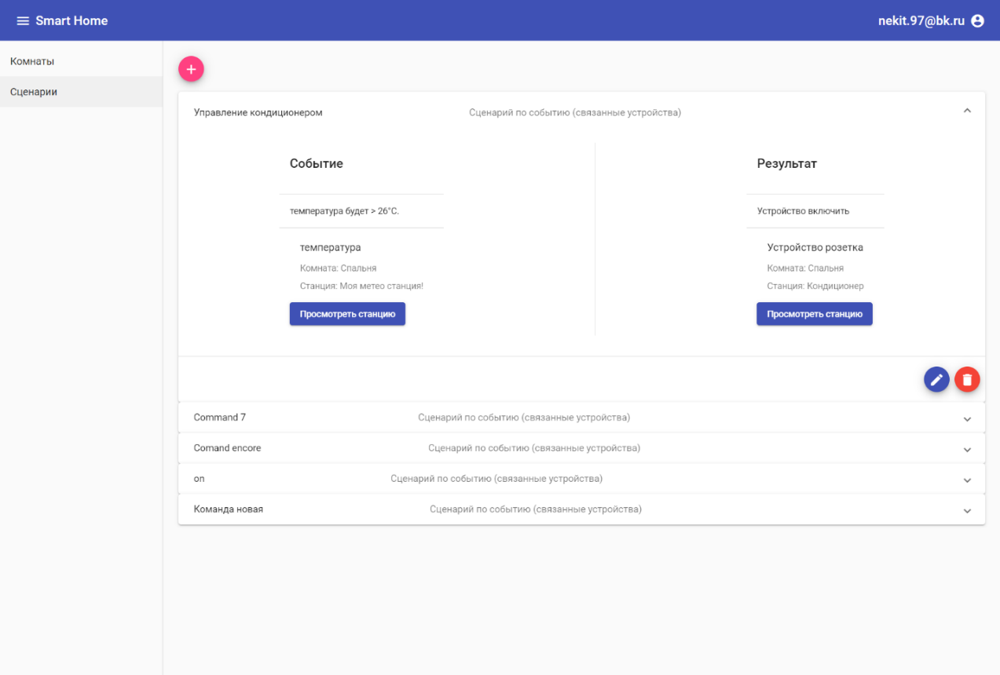 Smart Home
nekit.97@bk.ru
Комнаты
Сценарии
Управление кондиционером
Сценарий по событию (связанные устройства)
Событие
температура будет > 26°C.
температура
Комната: Спальня
Станция: Моя метео станция!
Просмотреть станцию
Результат
Устройство включить
Устройство розетка
Комната: Спальня
Станция: Кондиционер
Просмотреть станцию
Command 7
Сценарий по событию (связанные устройства)
Comand encore
Сценарий по событию (связанные устройства)
on
Сценарий по событию (связанные устройства)
Команда новая
Сценарий по событию (связанные устройства)